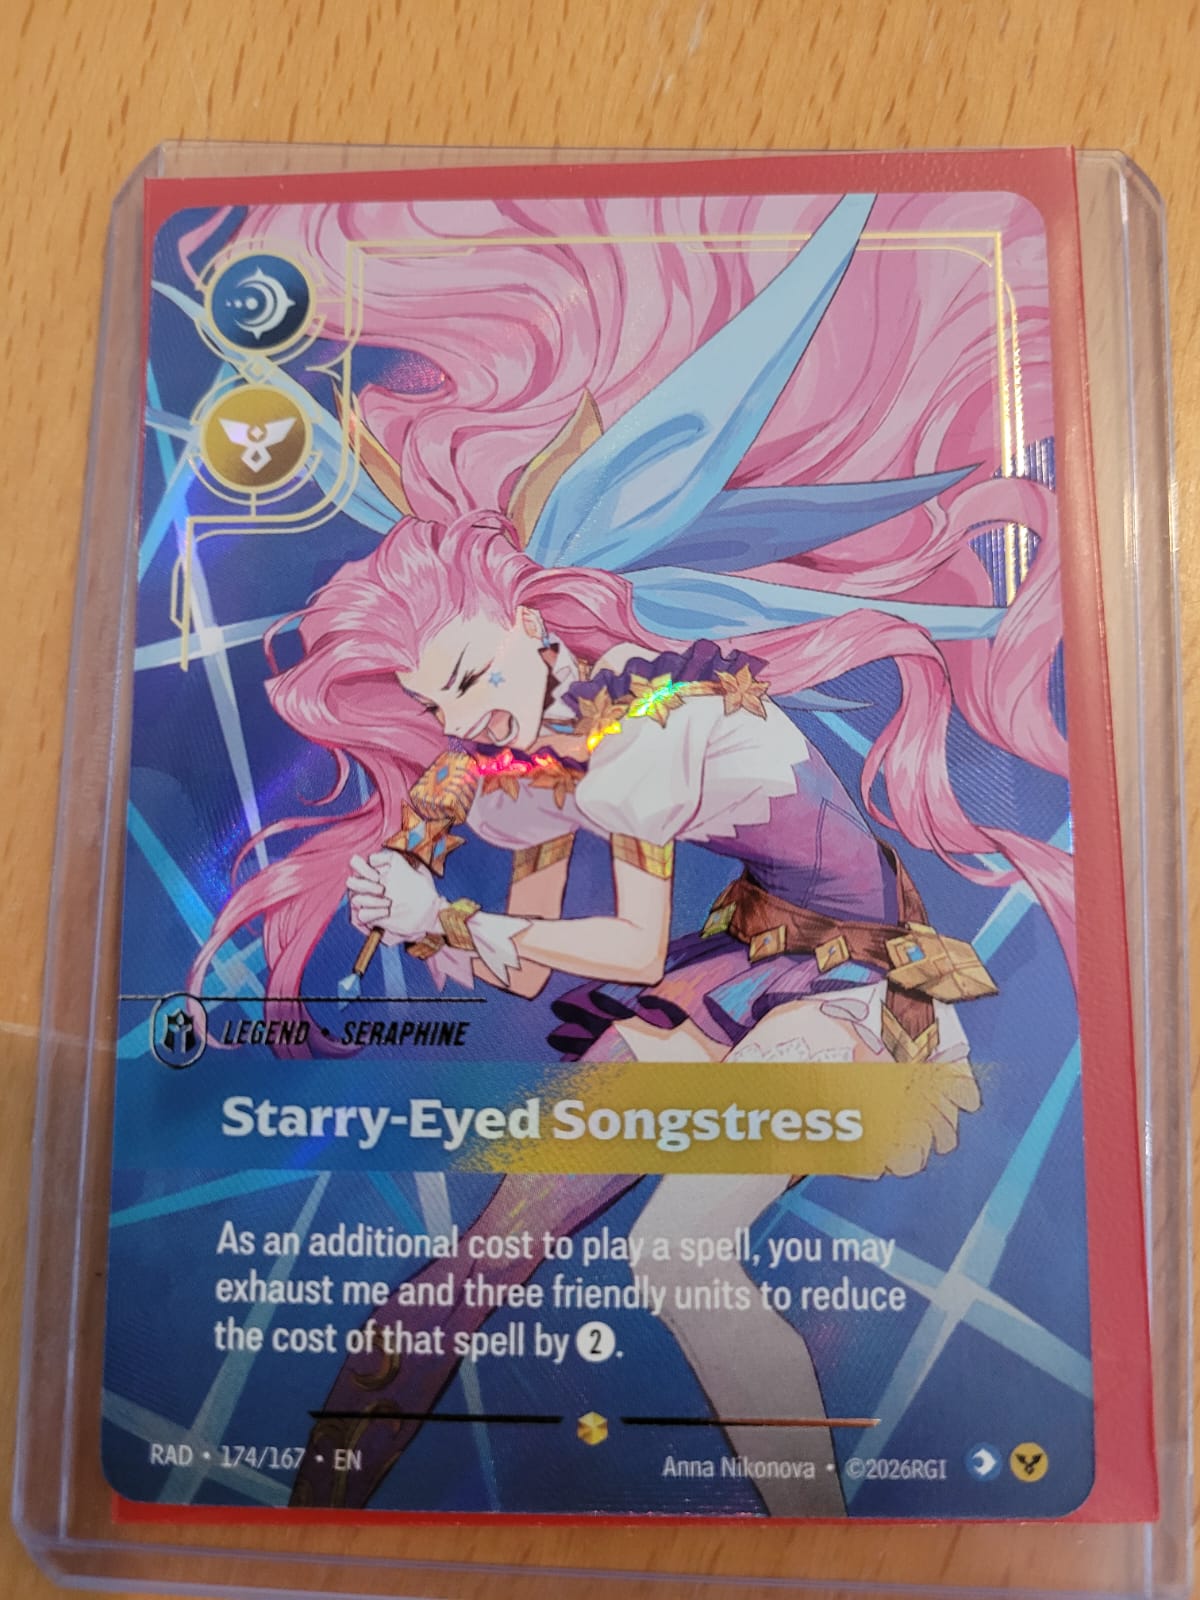 LEGEND • SERAPHINE
Starry-Eyed Songstress
As an additional cost to play a spell, you may
exhaust me and three friendly units to reduce
the cost of that spell by 2.
RAD • 174/167 • EN
Anna Nikonova • ©2026RGI